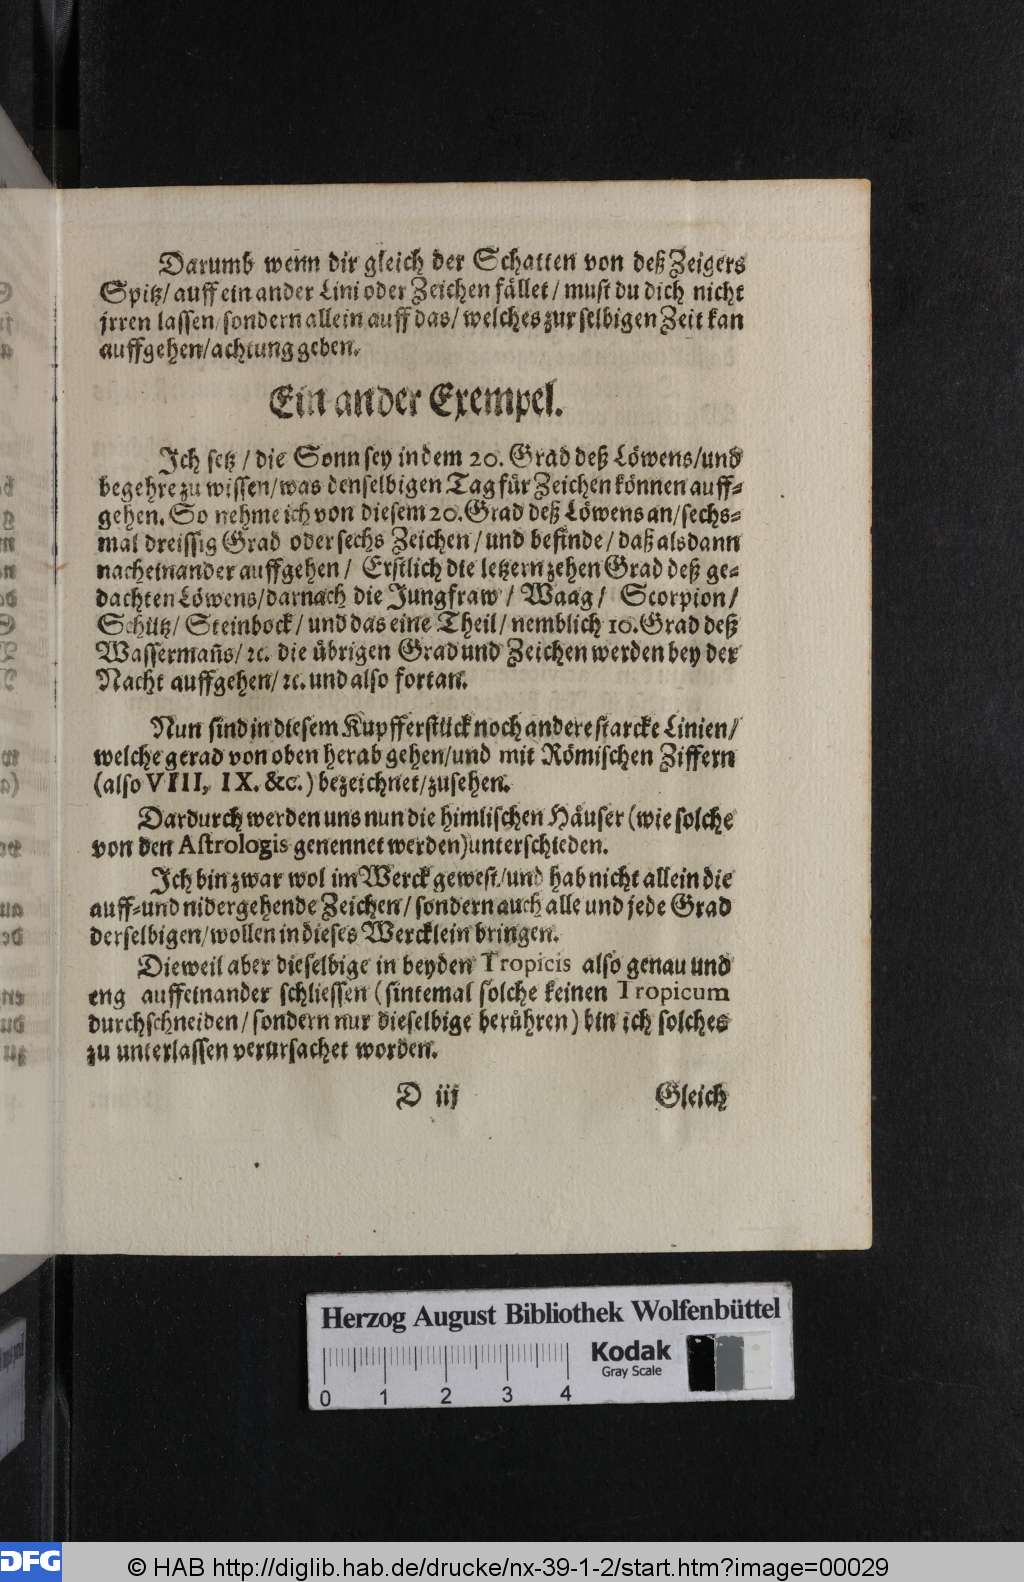 Darumb wenn dir gleich der Schatten von deß Zeigers
Spitz/ auff ein ander Lini oder Zeichen fället/ must du dich nicht
jrren lassen/ sondern allein auff das/ welches zur selbigen Zeit kan
auffgehen/ achtung geben.
Ein ander Exempel.
Ich setz/ die Sonn sey in dem 20. Grad deß Löwens/ und
begehre zu wissen/ was denselbigen Tag für Zeichen können auff-
gehen. So nehme ich von diesem 20. Grad deß Löwens an/ sechs-
mal dreissig Grad oder sechs Zeichen/ und befinde/ daß alsdann
nacheinander auffgehen/ Erstlich die letzern zehen Grad deß ge-
dachten Löwens/ darnach die Jungfraw/ Waag/ Scorpion/
Schütz/ Steinbock/ und das eine Theil/ nemblich 10. Grad deß
Wassermañs/ ꝛc. die übrigen Grad und Zeichen werden bey der
Nacht auffgehen/ ꝛc. und also fortan.
Nun sind in diesem Kupfferstück noch andere starcke Linien/
welche gerad von oben herab gehen/ und mit Römischen Ziffern
(also VIII, IX. &c.) bezeichnet/ zusehen.
Dardurch werden uns nun die himlischen Häuser (wie solche
von den Astrologis genennet werden) unterschieden.
Ich bin zwar wol im Werck gewest/ und hab nicht allein die
auff- und nidergehende Zeichen/ sondern auch alle und jede Grad
derselbigen/ wollen in dieses Wercklein bringen.
Dieweil aber dieselbige in beyden Tropicis also genau und
eng auffeinander schliessen (sintemal solche keinen Tropicum
durchschneiden/ sondern nur dieselbige berühren) bin ich solches
zu unterlassen verursachet worden.
D iij Gleich
Herzog August Bibliothek Wolfenbüttel
Kodak
Gray Scale
0 1 2 3 4
DFG © HAB http://diglib.hab.de/drucke/nx-39-1-2/start.htm?image=00029